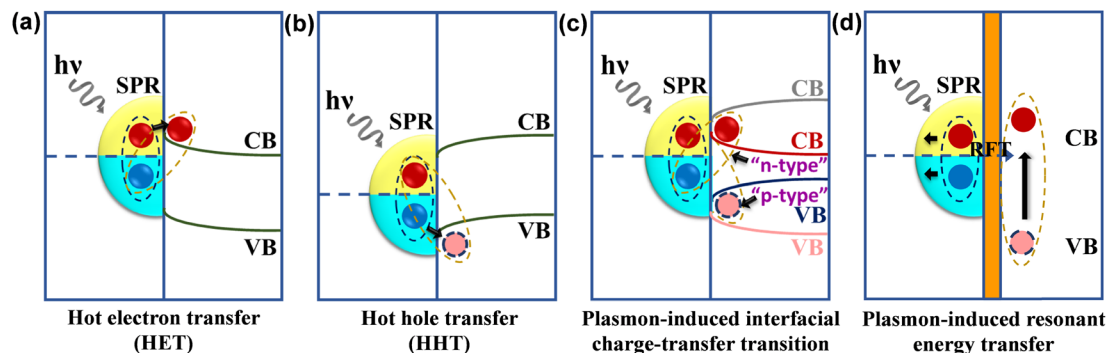 (a)
hν
SPR
CB
VB
Hot electron transfer
(HET)
(b)
hν
SPR
CB
VB
Hot hole transfer
(HHT)
(c)
hν
SPR
CB
CB
“n-type”
“p-type”
VB
VB
Plasmon-induced interfacial
charge-transfer transition
(d)
hν
SPR
CB
RET
VB
Plasmon-induced resonant
energy transfer